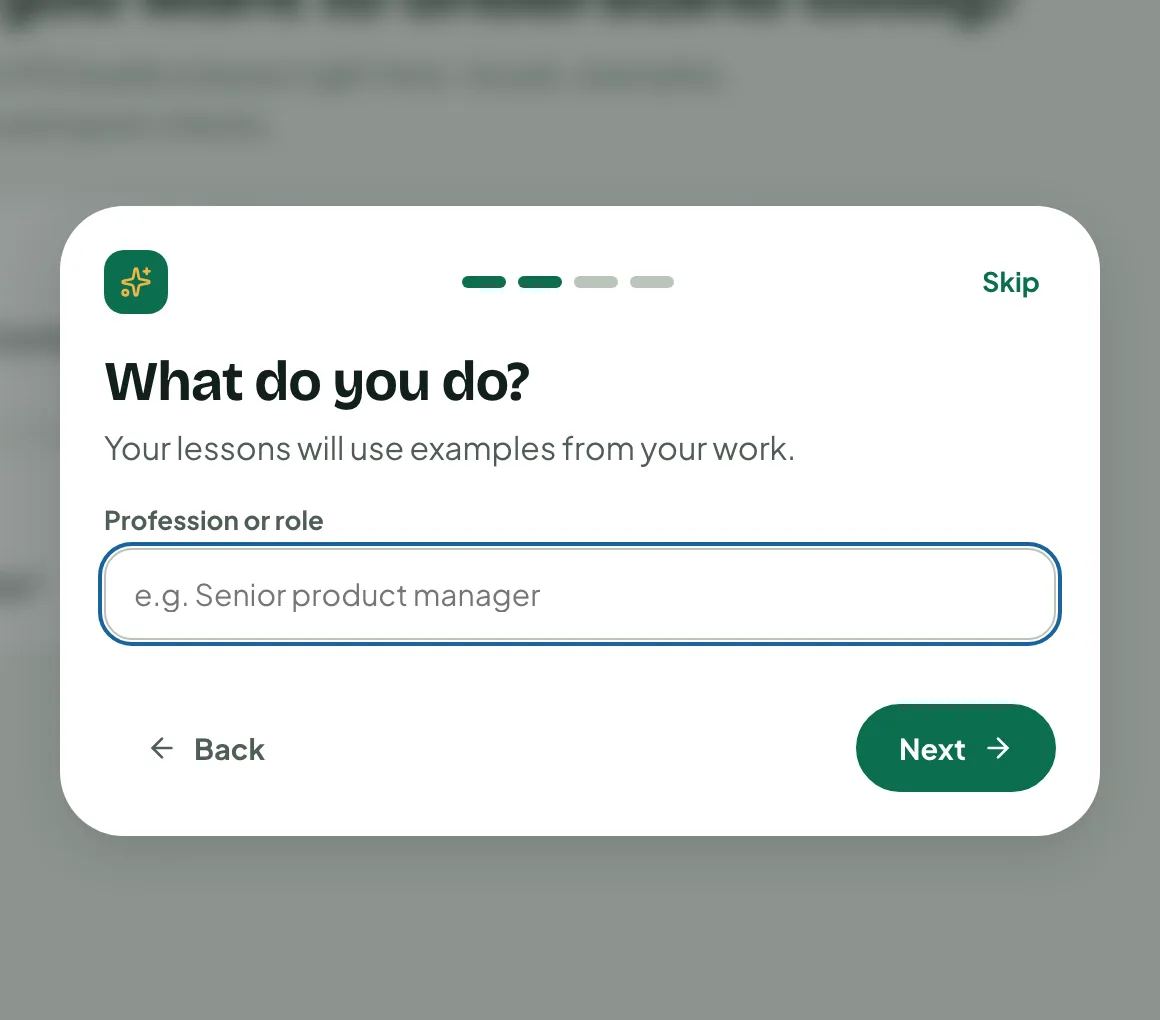 Skip
What do you do?
Your lessons will use examples from your work.
Profession or role
e.g. Senior product manager
Back
Next